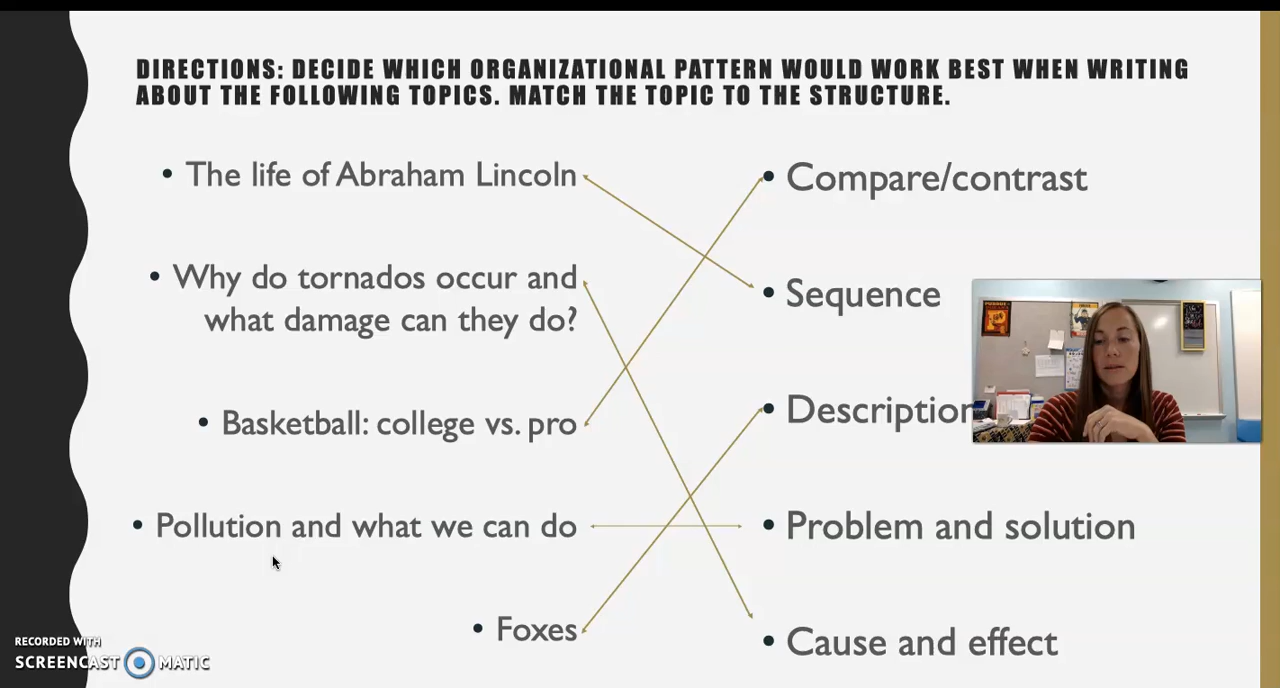 DIRECTIONS: DECIDE WHICH ORGANIZATIONAL PATTERN WOULD WORK BEST WHEN WRITING
ABOUT THE FOLLOWING TOPICS. MATCH THE TOPIC TO THE STRUCTURE.
• The life of Abraham Lincoln
• Why do tornados occur and
what damage can they do?
• Basketball: college vs. pro
• Pollution and what we can do
• Foxes
• Compare/contrast
• Sequence
• Description
• Problem and solution
• Cause and effect
RECORDED WITH
SCREENCAST MATIC